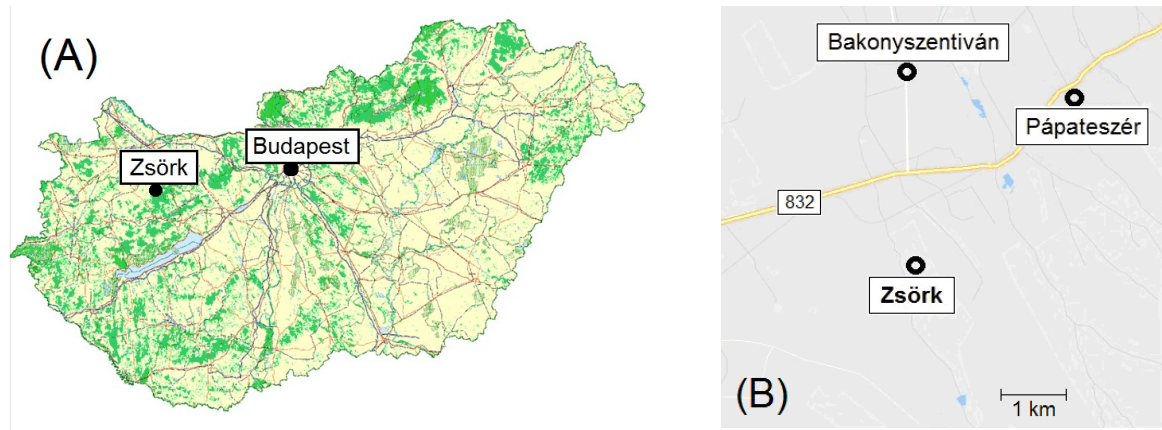 (A)
Budapest
Zsörk
Bakonyszentiván
Pápateszér
832
Zsörk
(B)
1 km